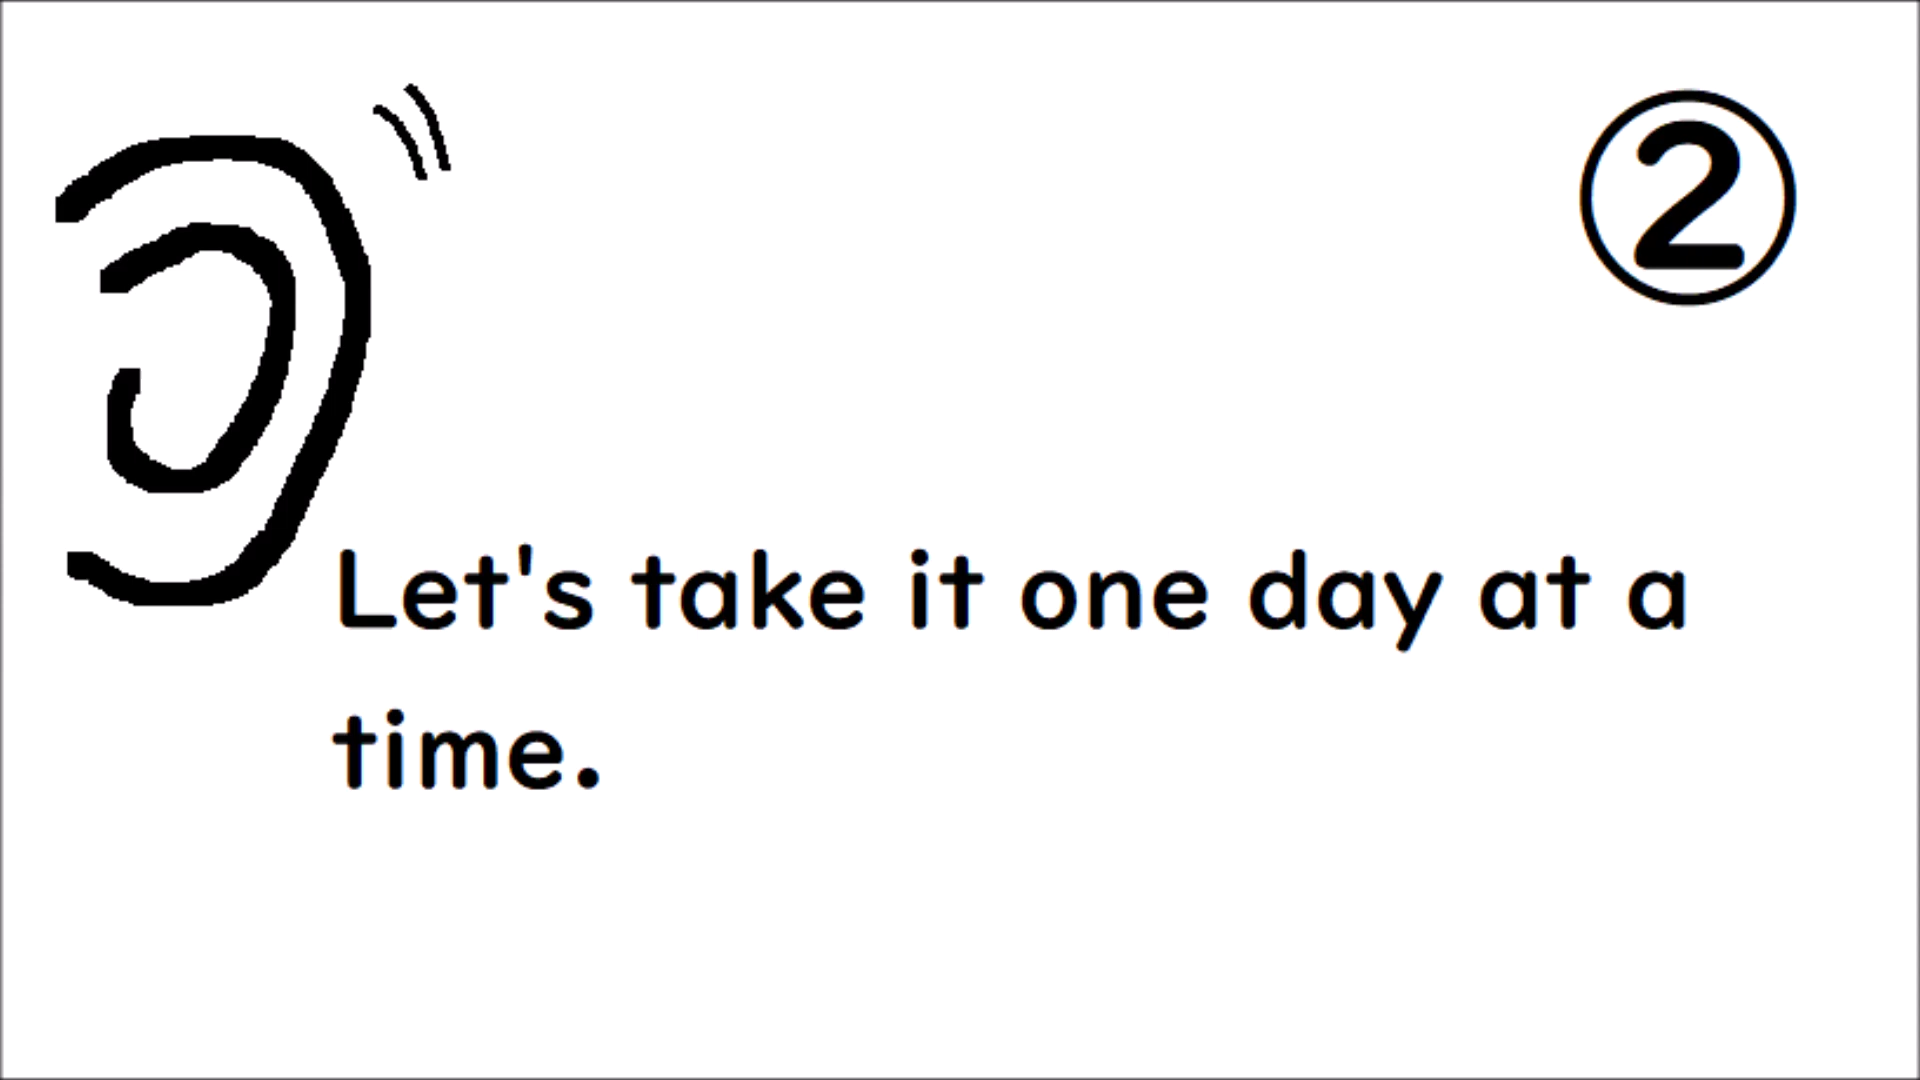 ②
Let's take it one day at a
time.